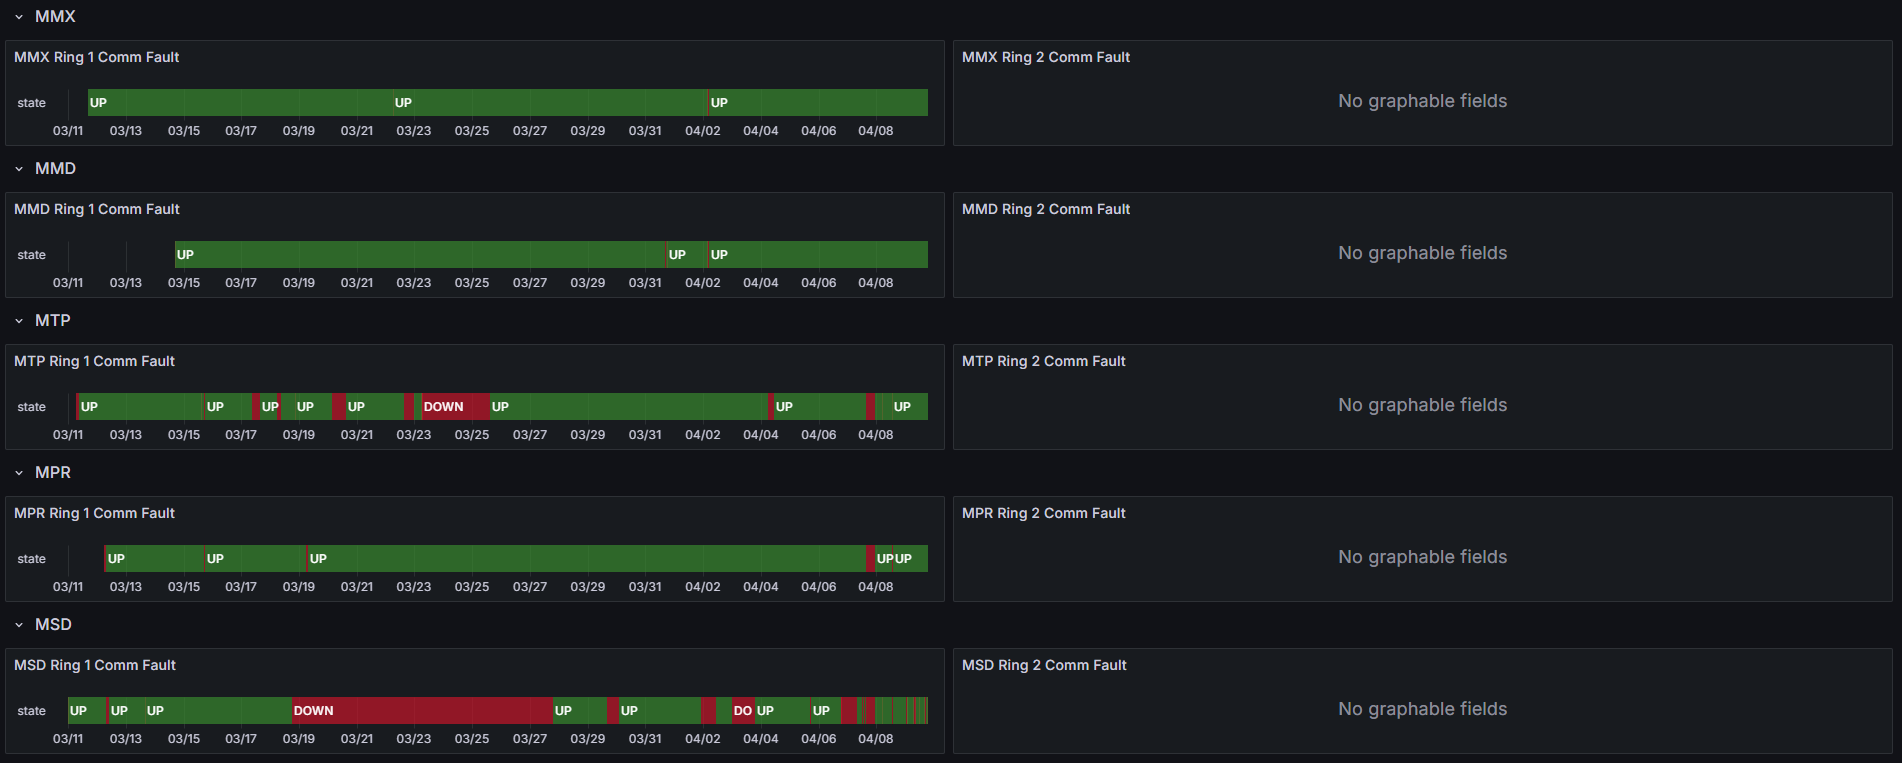 MMX
MMX Ring 1 Comm Fault
MMX Ring 2 Comm Fault
state UP UP UP
No graphable fields
03/11 03/13 03/15 03/17 03/19 03/21 03/23 03/25 03/27 03/29 03/31 04/02 04/04 04/06 04/08
MMD
MMD Ring 1 Comm Fault
MMD Ring 2 Comm Fault
state UP UP UP
No graphable fields
03/11 03/13 03/15 03/17 03/19 03/21 03/23 03/25 03/27 03/29 03/31 04/02 04/04 04/06 04/08
MTP
MTP Ring 1 Comm Fault
MTP Ring 2 Comm Fault
state UP UP UP UP UP DOWN UP UP UP
No graphable fields
03/11 03/13 03/15 03/17 03/19 03/21 03/23 03/25 03/27 03/29 03/31 04/02 04/04 04/06 04/08
MPR
MPR Ring 1 Comm Fault
MPR Ring 2 Comm Fault
state UP UP UP UP UP
No graphable fields
03/11 03/13 03/15 03/17 03/19 03/21 03/23 03/25 03/27 03/29 03/31 04/02 04/04 04/06 04/08
MSD
MSD Ring 1 Comm Fault
MSD Ring 2 Comm Fault
state UP UP UP DOWN UP UP DO UP UP
No graphable fields
03/11 03/13 03/15 03/17 03/19 03/21 03/23 03/25 03/27 03/29 03/31 04/02 04/04 04/06 04/08